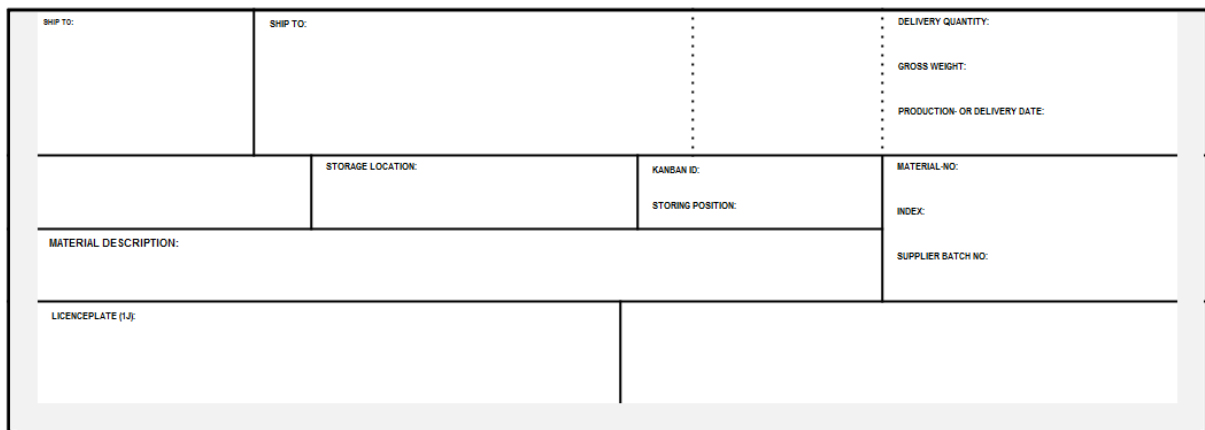 SHIP TO:
SHIP TO:
DELIVERY QUANTITY:
GROSS WEIGHT:
PRODUCTION- OR DELIVERY DATE:
STORAGE LOCATION:
KANBAN ID:
STORING POSITION:
MATERIAL-NO:
INDEX:
SUPPLIER BATCH NO:
MATERIAL DESCRIPTION:
LICENCEPLATE (1J):